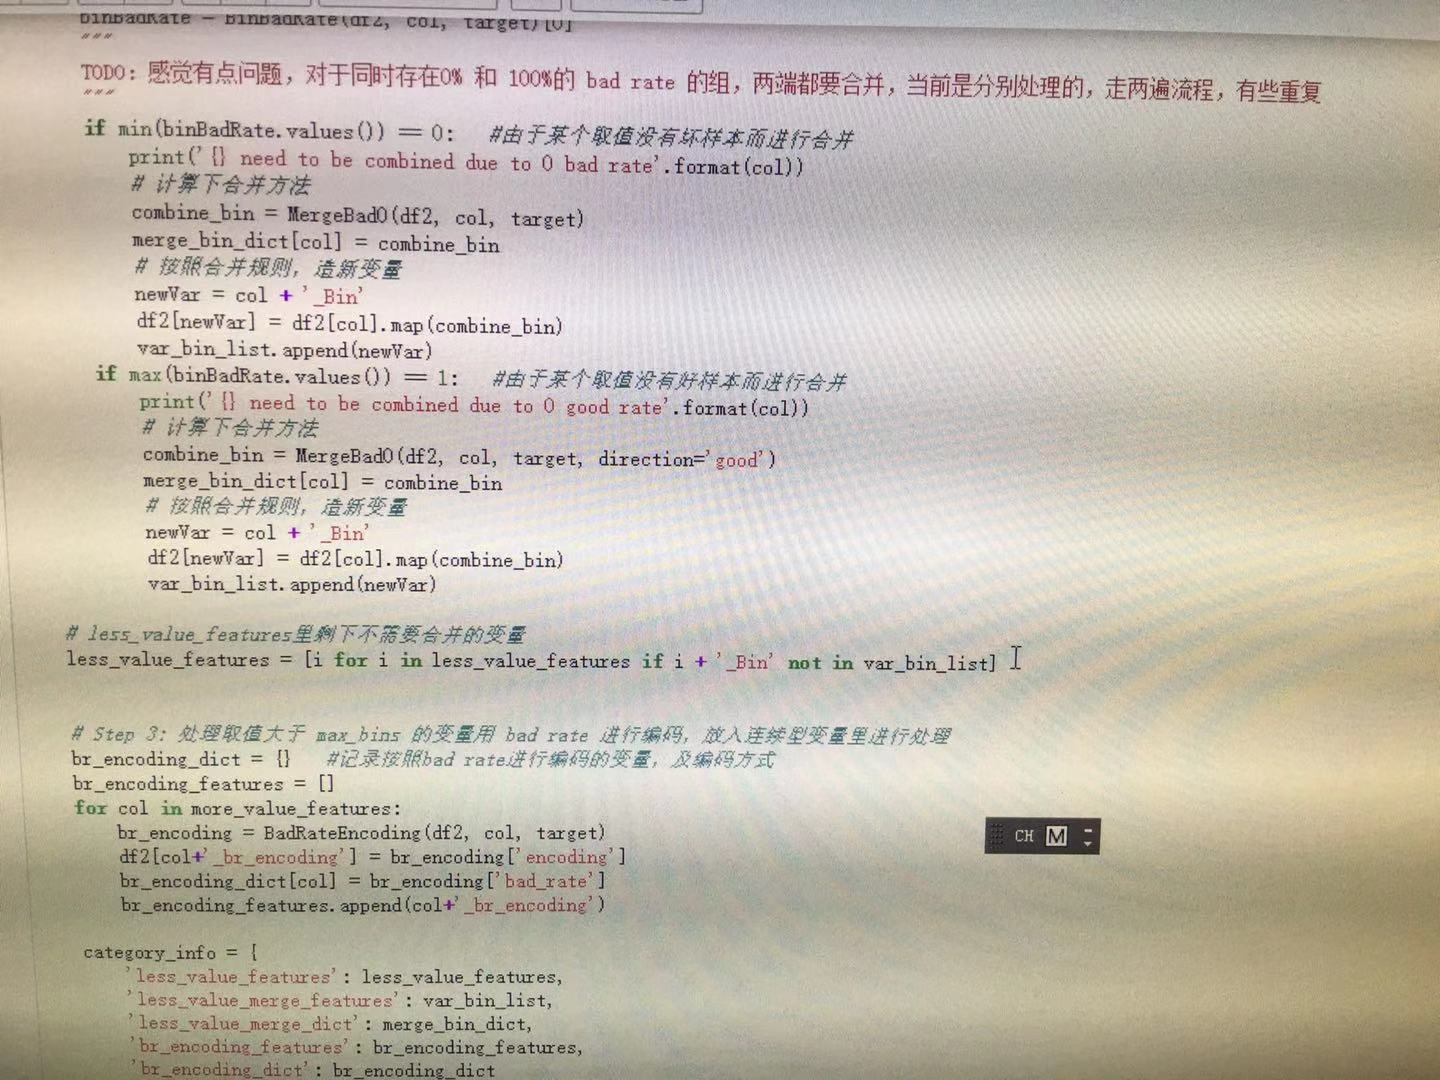 binBadRate = BinBadRate(df2, col, target)[0]
"""
TODO: 感觉有点问题，对于同时存在0% 和 100%的 bad rate 的组，两端都要合并，当前是分别处理的，走两遍流程，有些重复
"""
if min(binBadRate.values()) == 0:   #由于某个取值没有坏样本而进行合并
print('{} need to be combined due to 0 bad rate'.format(col))
# 计算下合并方法
combine_bin = MergeBad0(df2, col, target)
merge_bin_dict[col] = combine_bin
# 按照合并规则，造新变量
newVar = col + '_Bin'
df2[newVar] = df2[col].map(combine_bin)
var_bin_list.append(newVar)
if max(binBadRate.values()) == 1:   #由于某个取值没有好样本而进行合并
print('{} need to be combined due to 0 good rate'.format(col))
# 计算下合并方法
combine_bin = MergeBad0(df2, col, target, direction='good')
merge_bin_dict[col] = combine_bin
# 按照合并规则，造新变量
newVar = col + '_Bin'
df2[newVar] = df2[col].map(combine_bin)
var_bin_list.append(newVar)
# less_value_features里剩下不需要合并的变量
less_value_features = [i for i in less_value_features if i + '_Bin' not in var_bin_list]
# Step 3: 处理取值大于 max_bins 的变量用 bad rate 进行编码，放入连续型变量里进行处理
br_encoding_dict = {}   #记录按照bad rate进行编码的变量，及编码方式
br_encoding_features = []
for col in more_value_features:
br_encoding = BadRateEncoding(df2, col, target)
df2[col+'_br_encoding'] = br_encoding['encoding']
br_encoding_dict[col] = br_encoding['bad_rate']
br_encoding_features.append(col+'_br_encoding')
CH M
category_info = {
'less_value_features': less_value_features,
'less_value_merge_features': var_bin_list,
'less_value_merge_dict': merge_bin_dict,
'br_encoding_features': br_encoding_features,
'br_encoding_dict': br_encoding_dict